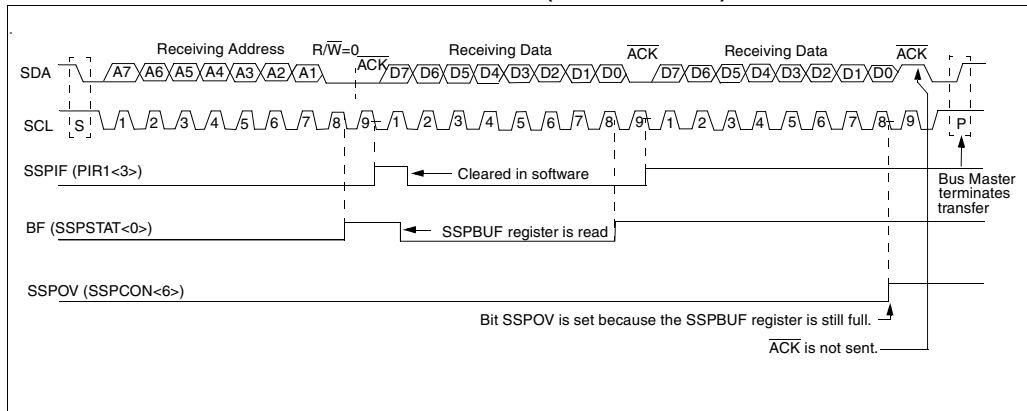 Receiving Address R/W=0 Receiving Data ACK Receiving Data ACK
ACK
SDA A7 A6 A5 A4 A3 A2 A1 D7 D6 D5 D4 D3 D2 D1 D0 D7 D6 D5 D4 D3 D2 D1 D0
SCL S 1 2 3 4 5 6 7 8 9 1 2 3 4 5 6 7 8 9 1 2 3 4 5 6 7 8 9 P
SSPIF (PIR1<3>)
Cleared in software
Bus Master
terminates
transfer
BF (SSPSTAT<0>)
SSPBUF register is read
SSPOV (SSPCON<6>)
Bit SSPOV is set because the SSPBUF register is still full.
ACK is not sent.